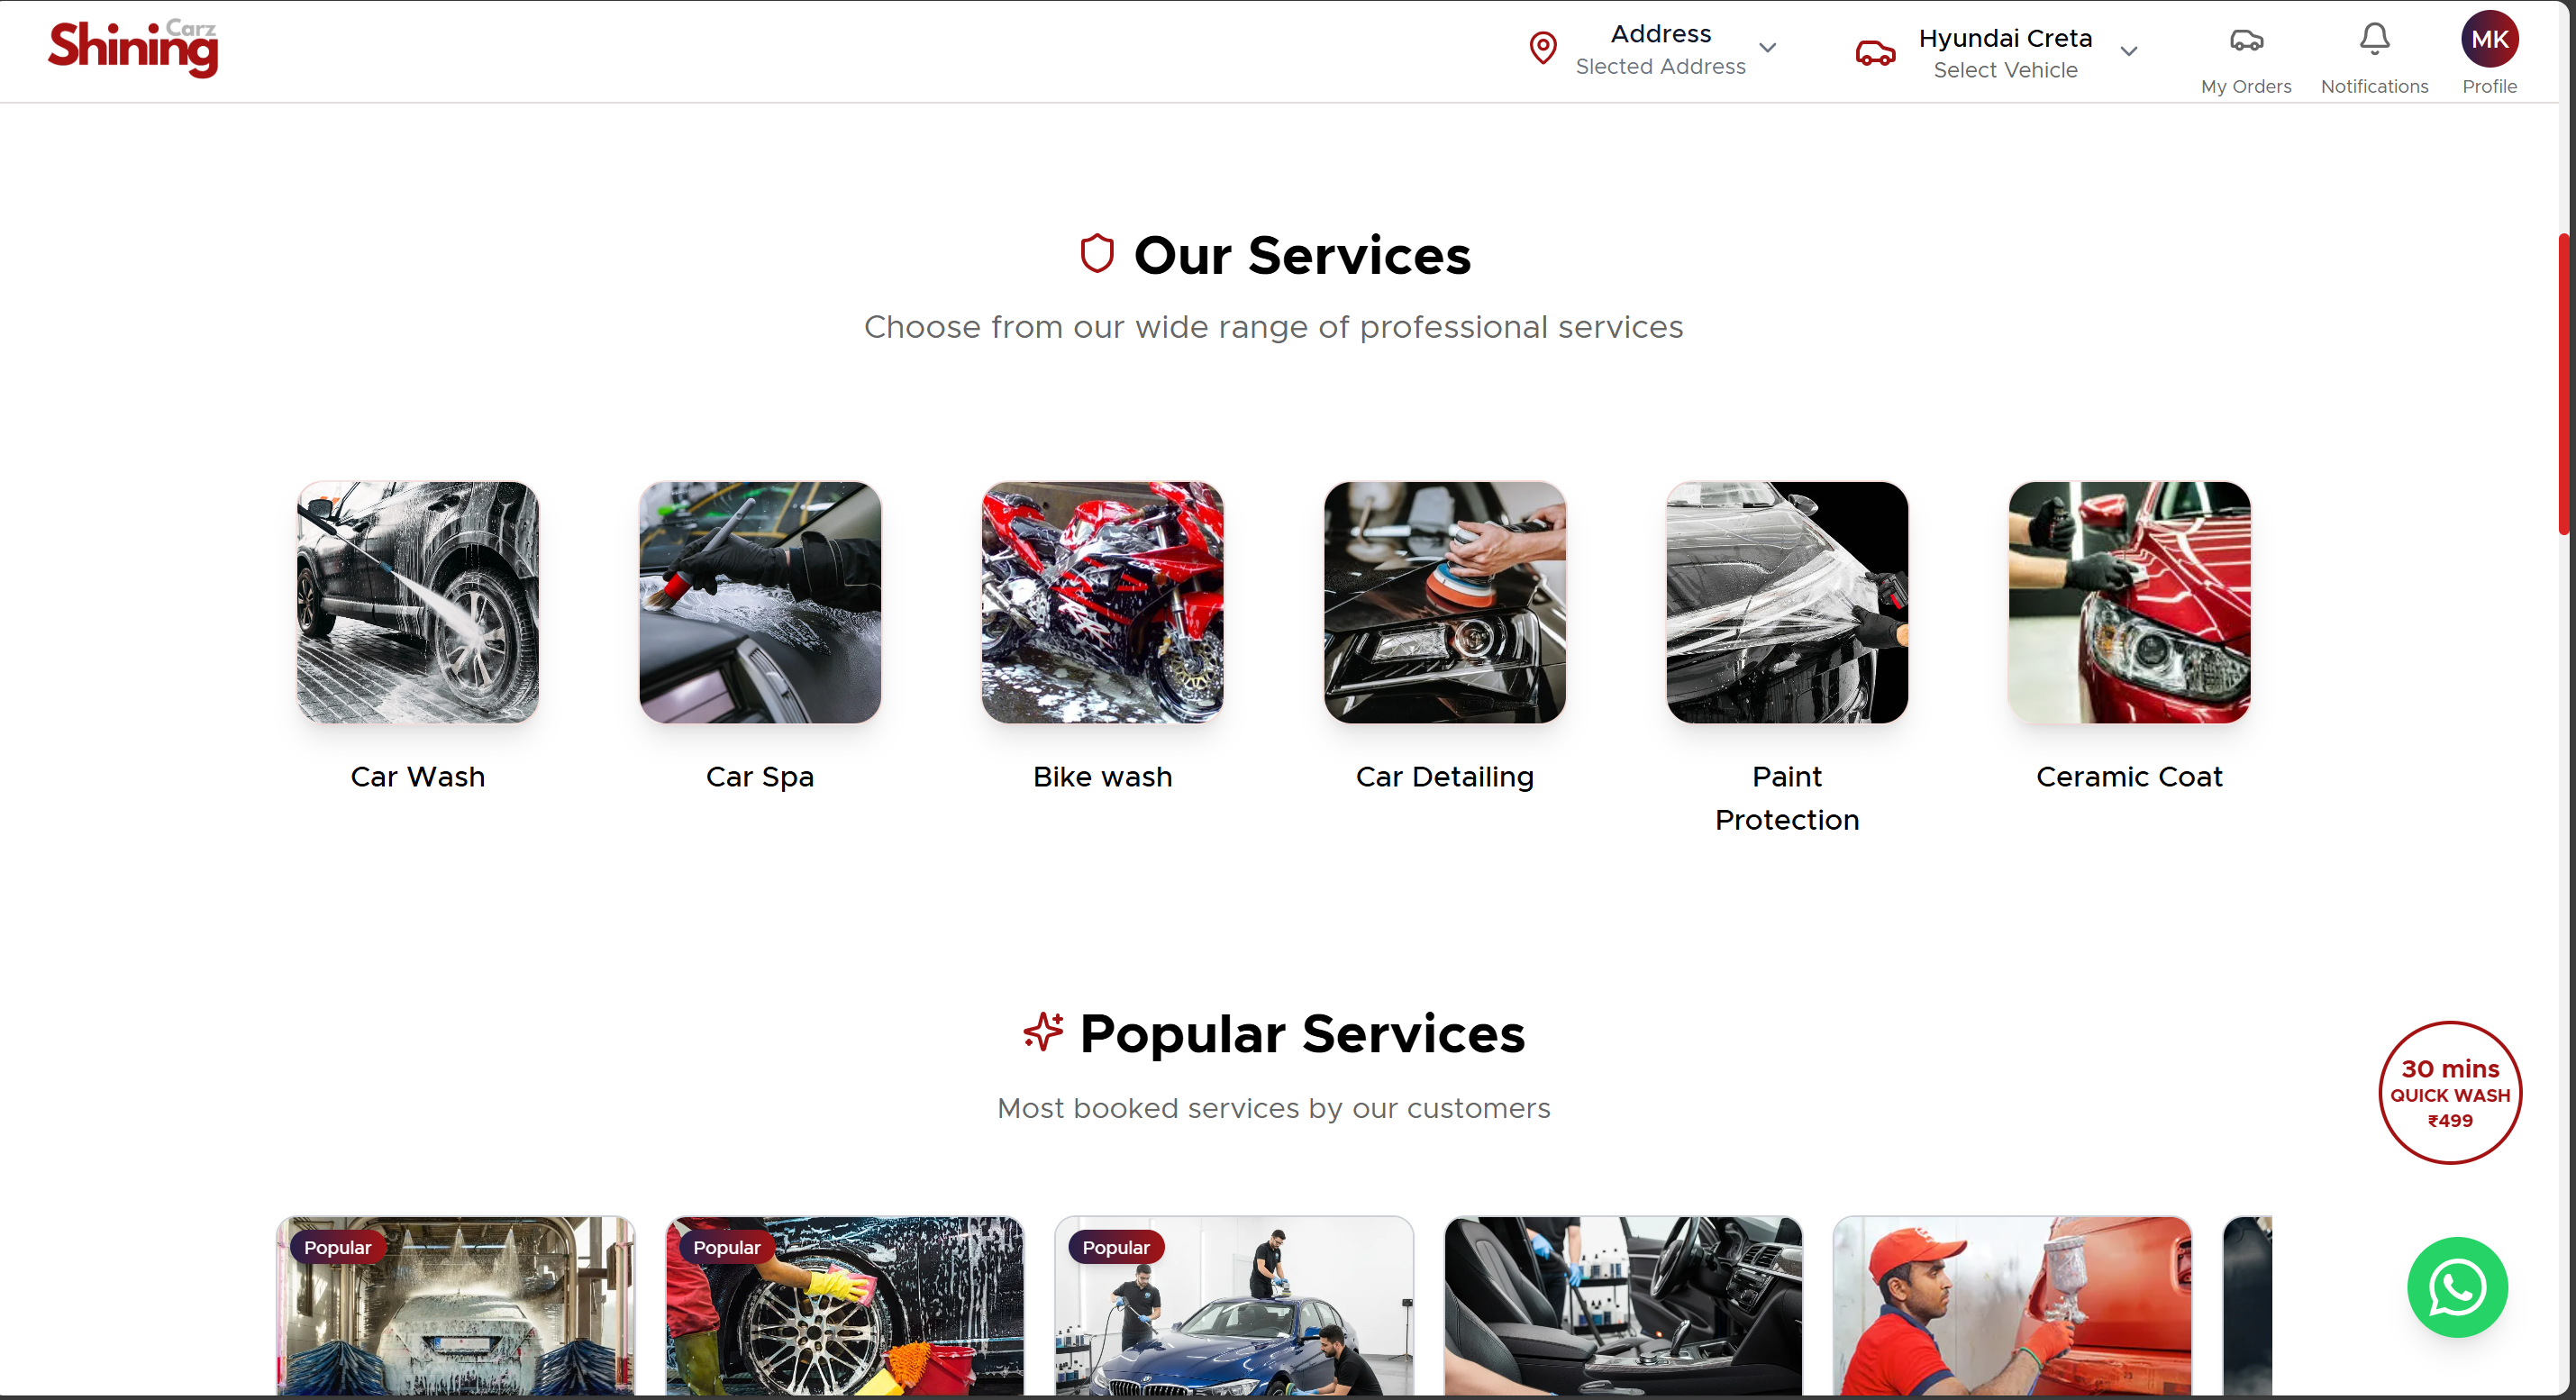 Shining Carz
Address
Slected Address
Hyundai Creta
Select Vehicle
My Orders
Notifications
MK
Profile
Our Services
Choose from our wide range of professional services
Car Wash
Car Spa
Bike wash
Car Detailing
Paint
Protection
Ceramic Coat
Popular Services
Most booked services by our customers
30 mins
QUICK WASH
₹499
Popular
Popular
Popular